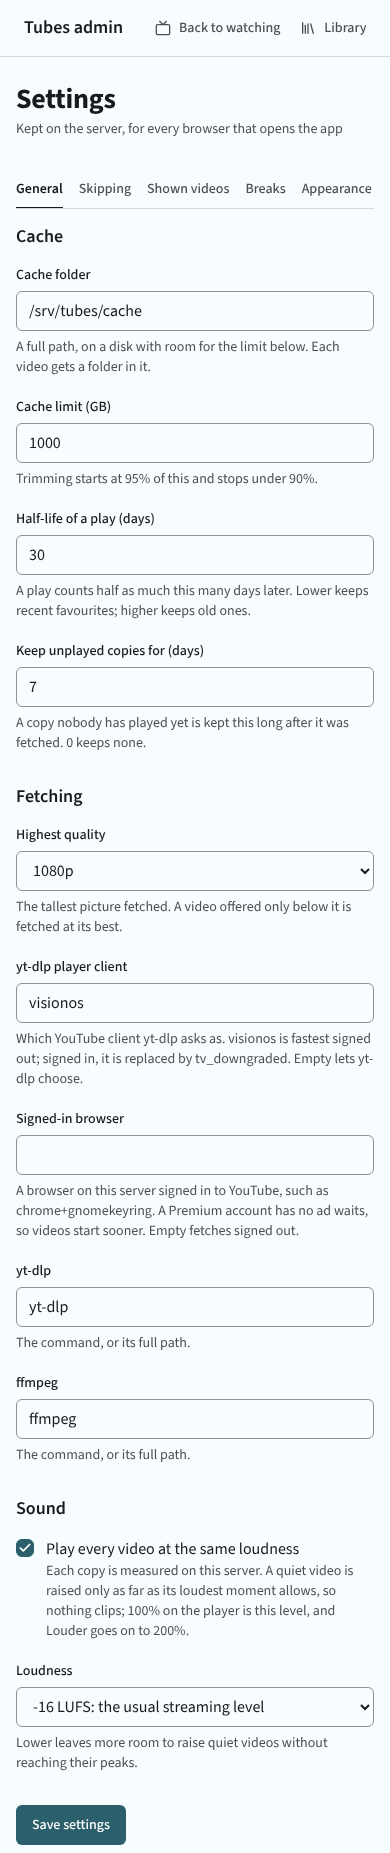 Tubes admin
Back to watching
Library
Settings
Kept on the server, for every browser that opens the app
General
Skipping
Shown videos
Breaks
Appearance
Cache
Cache folder
/srv/tubes/cache
A full path, on a disk with room for the limit below. Each
video gets a folder in it.
Cache limit (GB)
1000
Trimming starts at 95% of this and stops under 90%.
Half-life of a play (days)
30
A play counts half as much this many days later. Lower keeps
recent favourites; higher keeps old ones.
Keep unplayed copies for (days)
7
A copy nobody has played yet is kept this long after it was
fetched. 0 keeps none.
Fetching
Highest quality
1080p
The tallest picture fetched. A video offered only below it is
fetched at its best.
yt-dlp player client
visionos
Which YouTube client yt-dlp asks as. visionos is fastest signed
out; signed in, it is replaced by tv_downgraded. Empty lets yt-
dlp choose.
Signed-in browser
A browser on this server signed in to YouTube, such as
chrome+gnomekeyring. A Premium account has no ad waits,
so videos start sooner. Empty fetches signed out.
yt-dlp
yt-dlp
The command, or its full path.
ffmpeg
ffmpeg
The command, or its full path.
Sound
Play every video at the same loudness
Each copy is measured on this server. A quiet video is
raised only as far as its loudest moment allows, so
nothing clips; 100% on the player is this level, and
Louder goes on to 200%.
Loudness
-16 LUFS: the usual streaming level
Lower leaves more room to raise quiet videos without
reaching their peaks.
Save settings